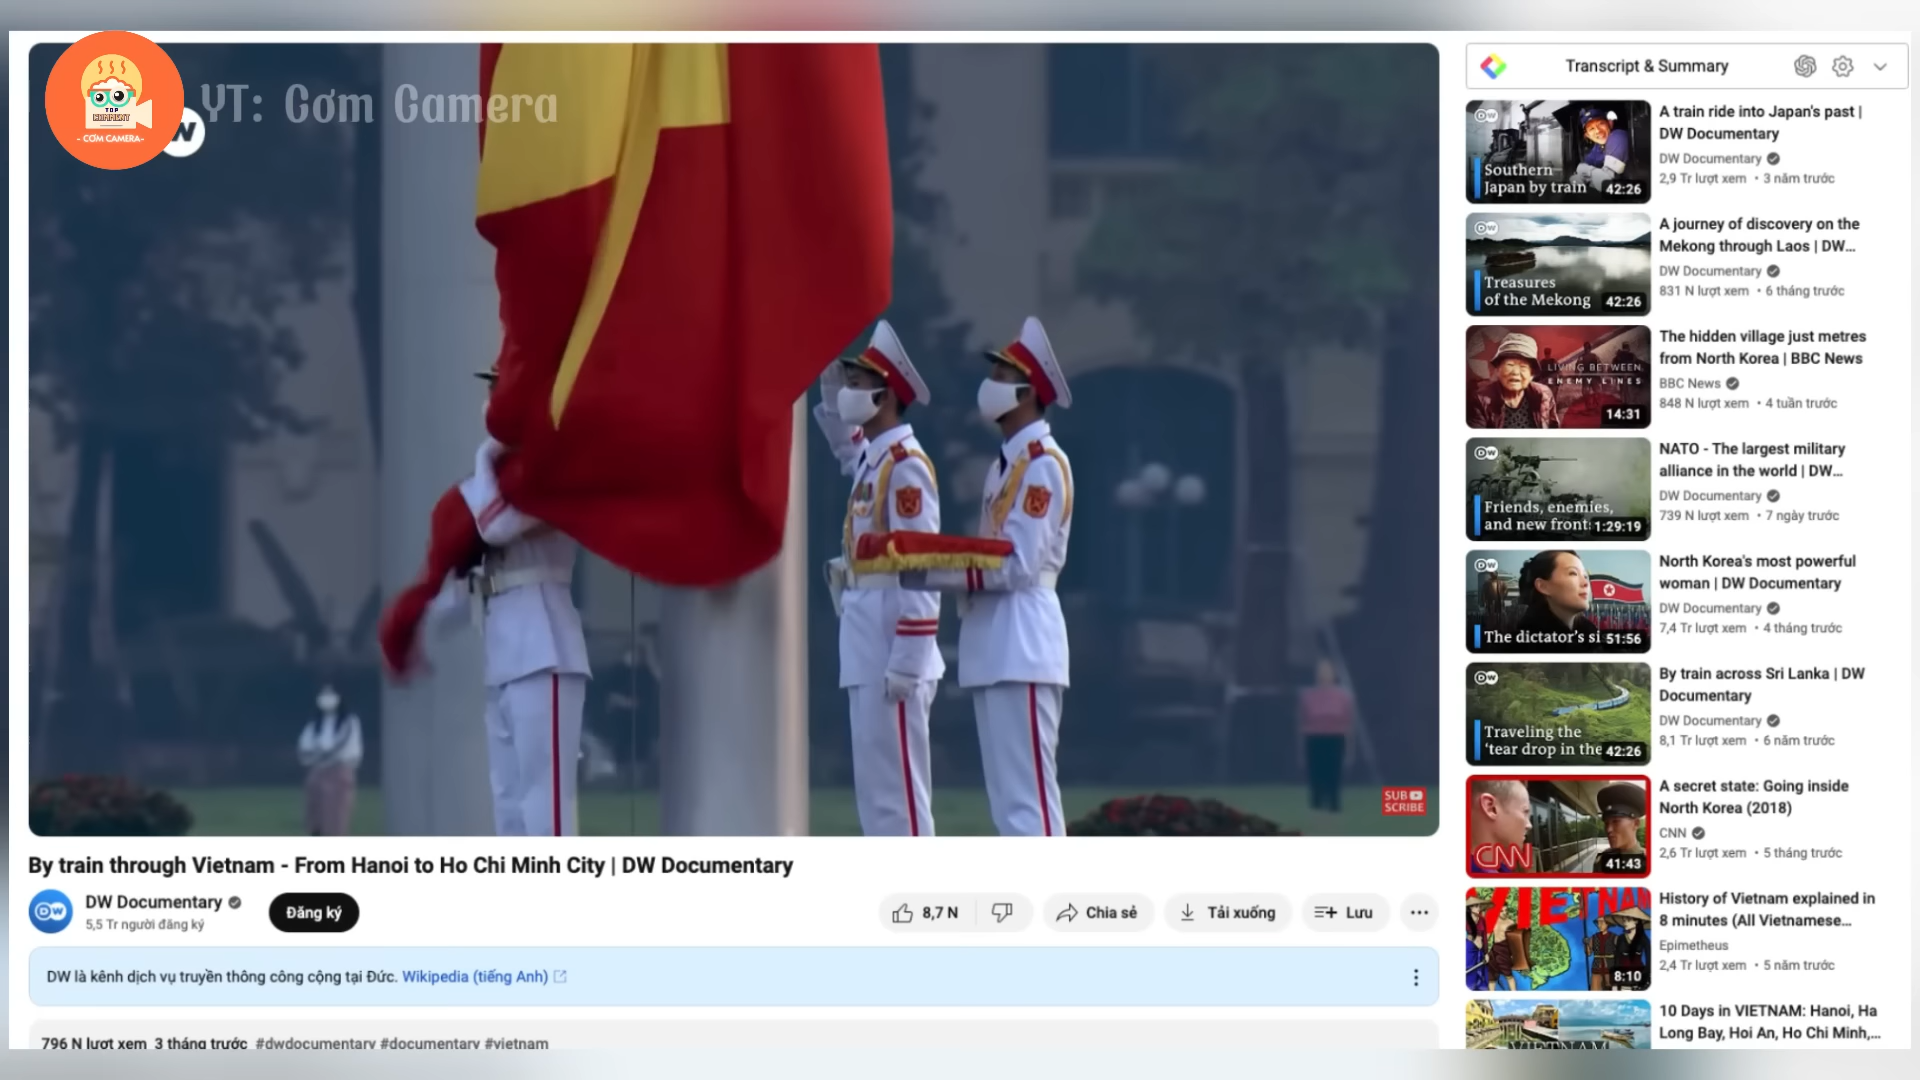 TOP
COMMENT
- CƠM CAMERA-
YT: Cơm Camera
SUB
SCRIBE
By train through Vietnam - From Hanoi to Ho Chi Minh City | DW Documentary
DW
DW Documentary
5,5 Tr người đăng ký
Đăng ký
8,7 N
Chia sẻ
Tải xuống
Lưu
DW là kênh dịch vụ truyền thông công cộng tại Đức. Wikipedia (tiếng Anh)
796 N lượt xem 3 tháng trước #dwdocumentary #documentary #vietnam
Transcript & Summary
DW
Southern
Japan by train
42:26
A train ride into Japan's past |
DW Documentary
DW Documentary
2,9 Tr lượt xem • 3 năm trước
DW
Treasures
of the Mekong
42:26
A journey of discovery on the
Mekong through Laos | DW...
DW Documentary
831 N lượt xem • 6 tháng trước
LIVING BETWEEN
ENEMY LINES
14:31
The hidden village just metres
from North Korea | BBC News
BBC News
848 N lượt xem • 4 tuần trước
DW
Friends, enemies,
and new front
1:29:19
NATO - The largest military
alliance in the world | DW...
DW Documentary
739 N lượt xem • 7 ngày trước
DW
The dictator's si
51:56
North Korea's most powerful
woman | DW Documentary
DW Documentary
7,4 Tr lượt xem • 4 tháng trước
DW
Traveling the
'tear drop in the
42:26
By train across Sri Lanka | DW
Documentary
DW Documentary
8,1 Tr lượt xem • 6 năm trước
CNN
41:43
A secret state: Going inside
North Korea (2018)
CNN
2,6 Tr lượt xem • 5 tháng trước
VIETNAM
8:10
History of Vietnam explained in
8 minutes (All Vietnamese...
Epimetheus
2,4 Tr lượt xem • 5 năm trước
VIETNAM
10 Days in VIETNAM: Hanoi, Ha
Long Bay, Hoi An, Ho Chi Minh,...